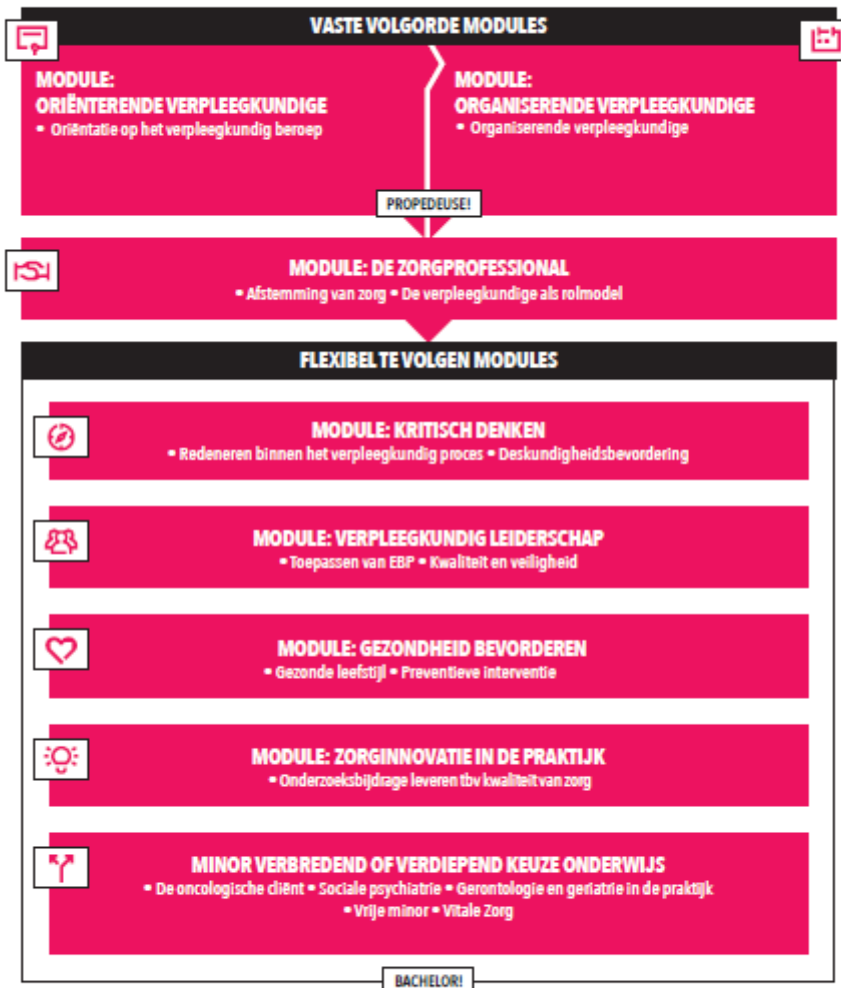 VASTE VOLGORDE MODULES
MODULE:
ORIËNTERENDE VERPLEEGKUNDIGE
• Oriëntatie op het verpleegkundig beroep
MODULE:
ORGANISERENDE VERPLEEGKUNDIGE
• Organiserende verpleegkundige
PROPEDEUSE!
MODULE: DE ZORGPROFESSIONAL
• Afstemming van zorg • De verpleegkundige als rolmodel
FLEXIBEL TE VOLGEN MODULES
MODULE: KRITISCH DENKEN
• Redeneren binnen het verpleegkundig proces • Deskundigheidsbevordering
MODULE: VERPLEEGKUNDIG LEIDERSCHAP
• Toepassen van EBP • Kwaliteit en veiligheid
MODULE: GEZONDHEID BEVORDEREN
• Gezonde leefstijl • Preventieve interventie
MODULE: ZORGINNOVATIE IN DE PRAKTIJK
• Onderzoeksbijdrage leveren tbv kwaliteit van zorg
MINOR VERBREDEND OF VERDIEPEND KEUZE ONDERWIJS
• De oncologische cliënt • Sociale psychiatrie • Gerontologie en geriatrie in de praktijk
• Vrije minor • Vitale Zorg
BACHELOR!